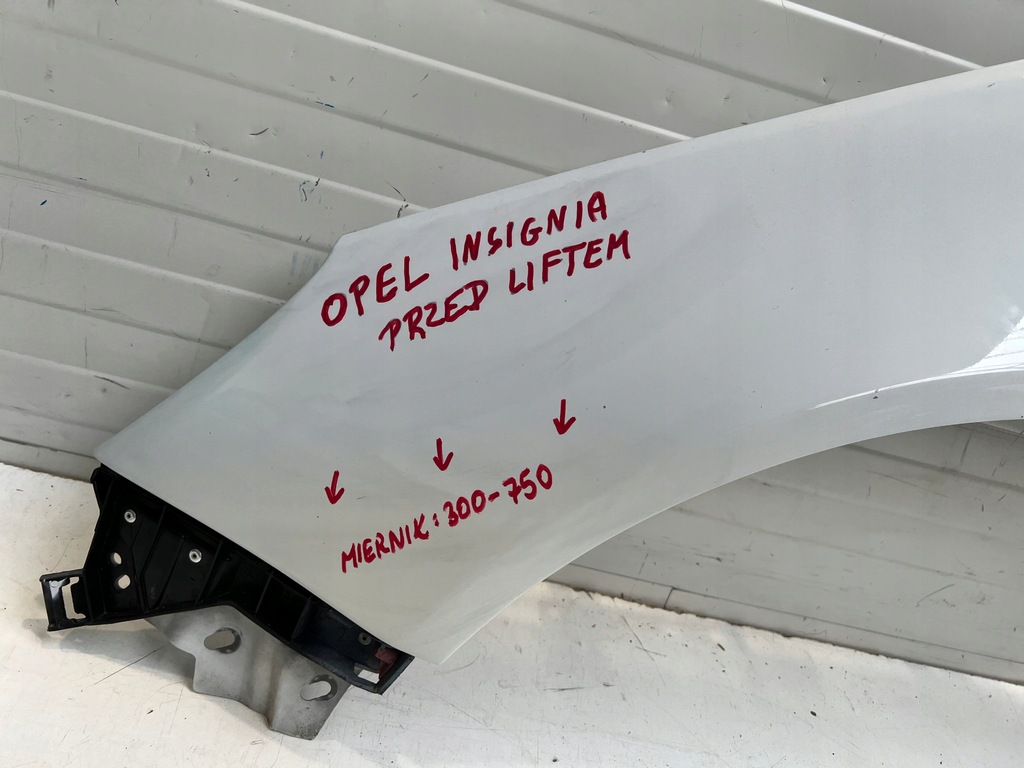 OPEL INSIGNIA
PRZED LIFTEM
MIERNIK: 300-750